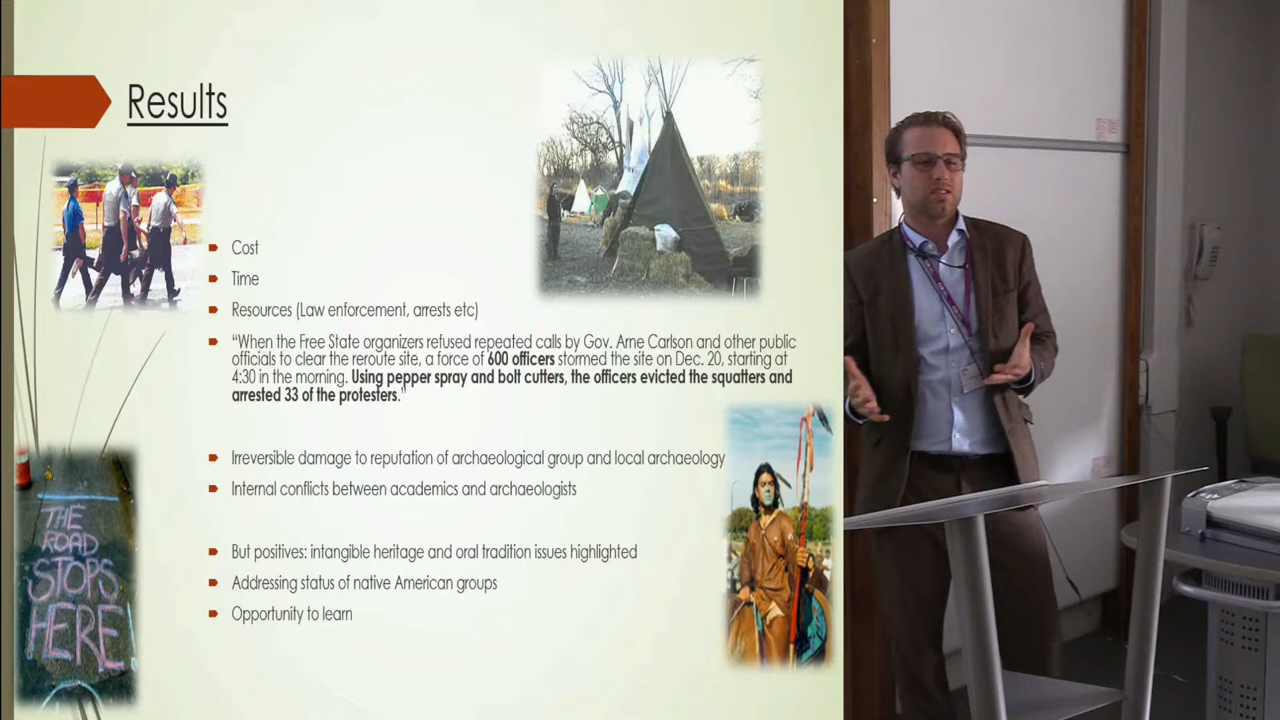 Results
Cost
Time
Resources (Law enforcement, arrests etc)
“When the Free State organizers refused repeated calls by Gov. Arne Carlson and other public
officials to clear the reroute site, a force of 600 officers stormed the site on Dec. 20, starting at
4:30 in the morning. Using pepper spray and bolt cutters, the officers evicted the squatters and
arrested 33 of the protesters.”
Irreversible damage to reputation of archaeological group and local archaeology
Internal conflicts between academics and archaeologists
But positives: intangible heritage and oral tradition issues highlighted
Addressing status of native American groups
Opportunity to learn
THE
ROAD
STOPS
HERE!